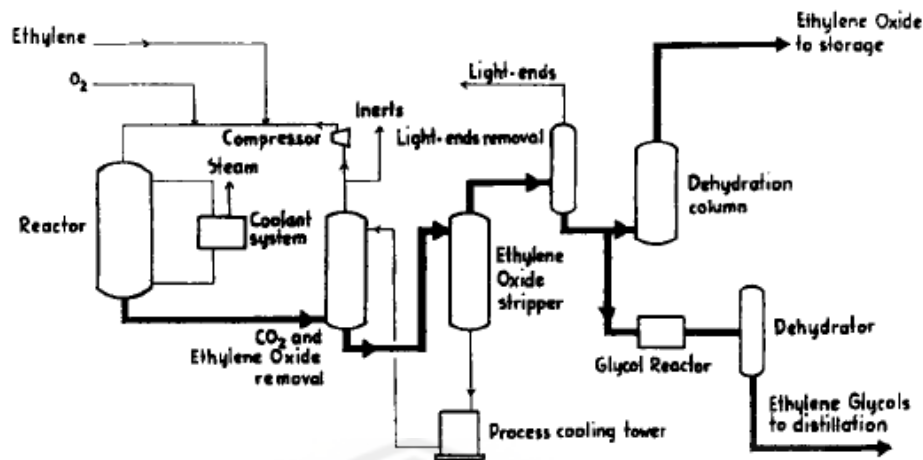 Ethylene
O₂
Ethylene Oxide
to storage
Light-ends
Inerts
Compressor
Light-ends removal
Steam
Reactor
Coolant
system
Dehydration
column
Ethylene
Oxide
stripper
CO₂ and
Ethylene Oxide
removal
Glycol Reactor
Dehydrator
Process cooling tower
Ethylene Glycols
to distillation